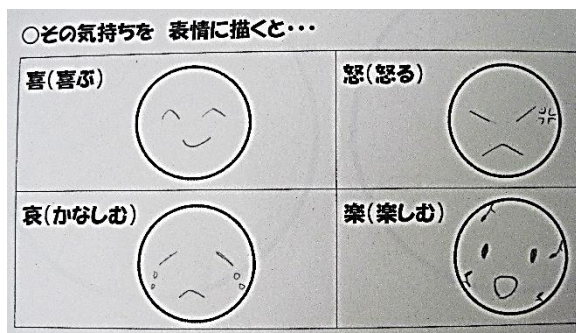 ○その気持ちを 表情に描くと・・・
喜(喜ぶ)
怒(怒る)
哀(かなしむ)
楽(楽しむ)